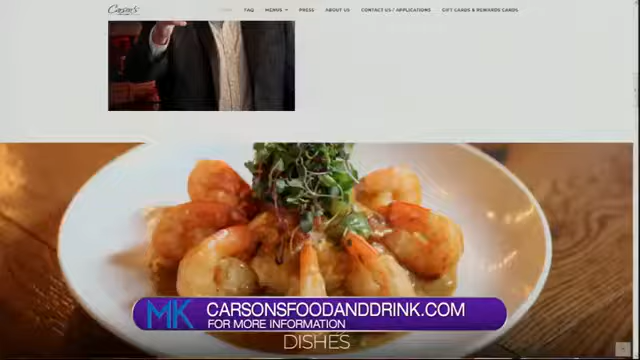 Carson's
HOME FAQ MENUS PRESS ABOUT US CONTACT US / APPLICATIONS GIFT CARDS & REWARDS CARDS
MK CARSONSFOODANDDRINK.COM
FOR MORE INFORMATION
DISHES